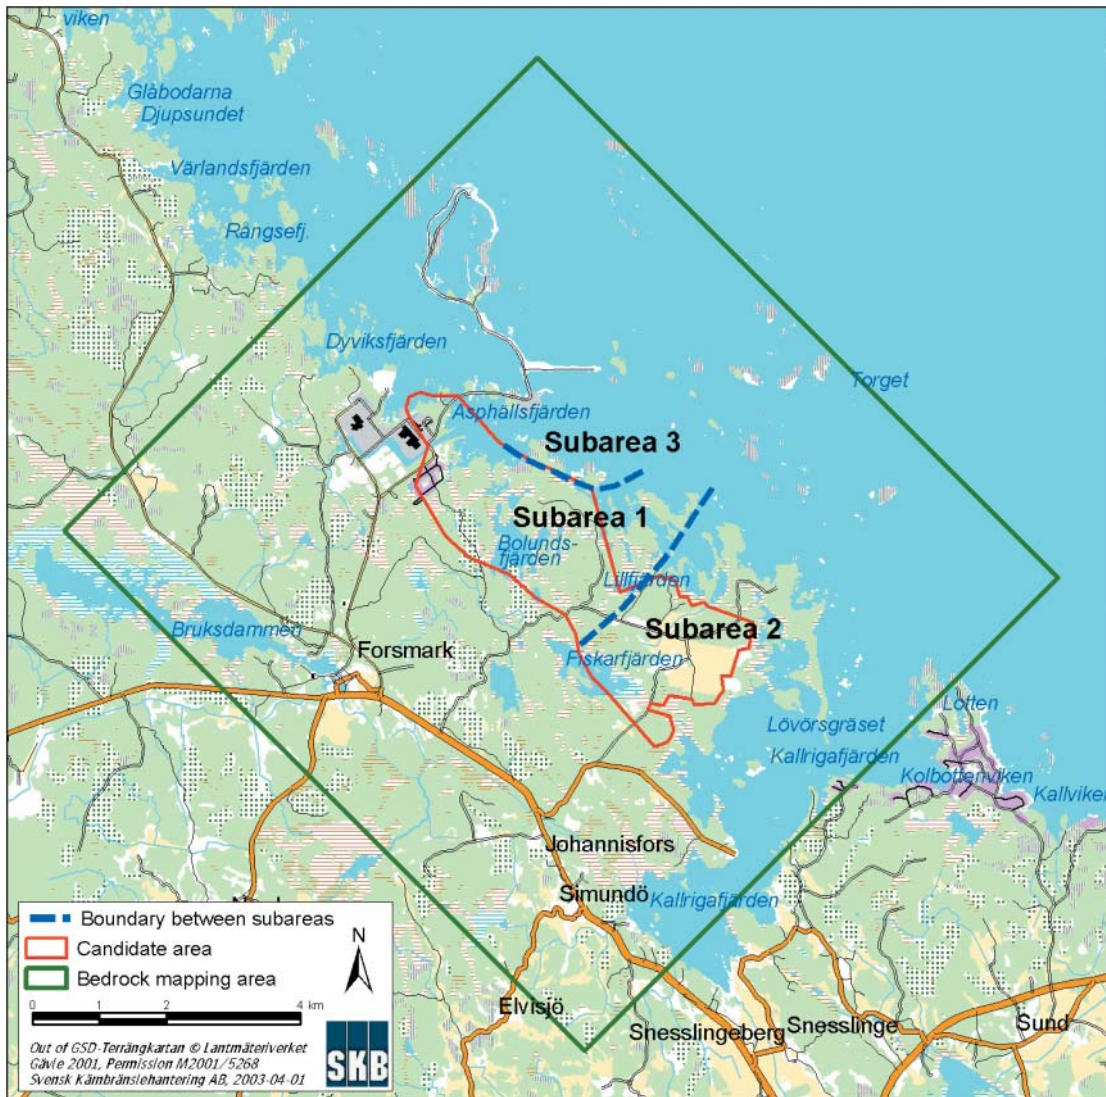 viken
Glåbodarna
Djupsundet
Värlandsfjärden
Rångsefj.
Dyviksfjärden
Torget
Asphällsfjärden
Subarea 3
Subarea 1
Bolunds-
fjärden
Lillfjärden
Subarea 2
Bruksdammen
Forsmark
Fiskarfjärden
Lotten
Lövörsgräset
Kallrigafjärden
Kolbottenviken
Kallviken
Johannisfors
Simundö
Kallrigafjärden
Elvisjö
Snesslingeberg
Snesslinge
Sund
Boundary between subareas
Candidate area
Bedrock mapping area
N
0 1 2 4 km
Out of GSD-Terrängkartan © Lantmäteriverket
Gävle 2001, Permission M2001/5268
Svensk Kärnbränslehantering AB, 2003-04-01
SKB